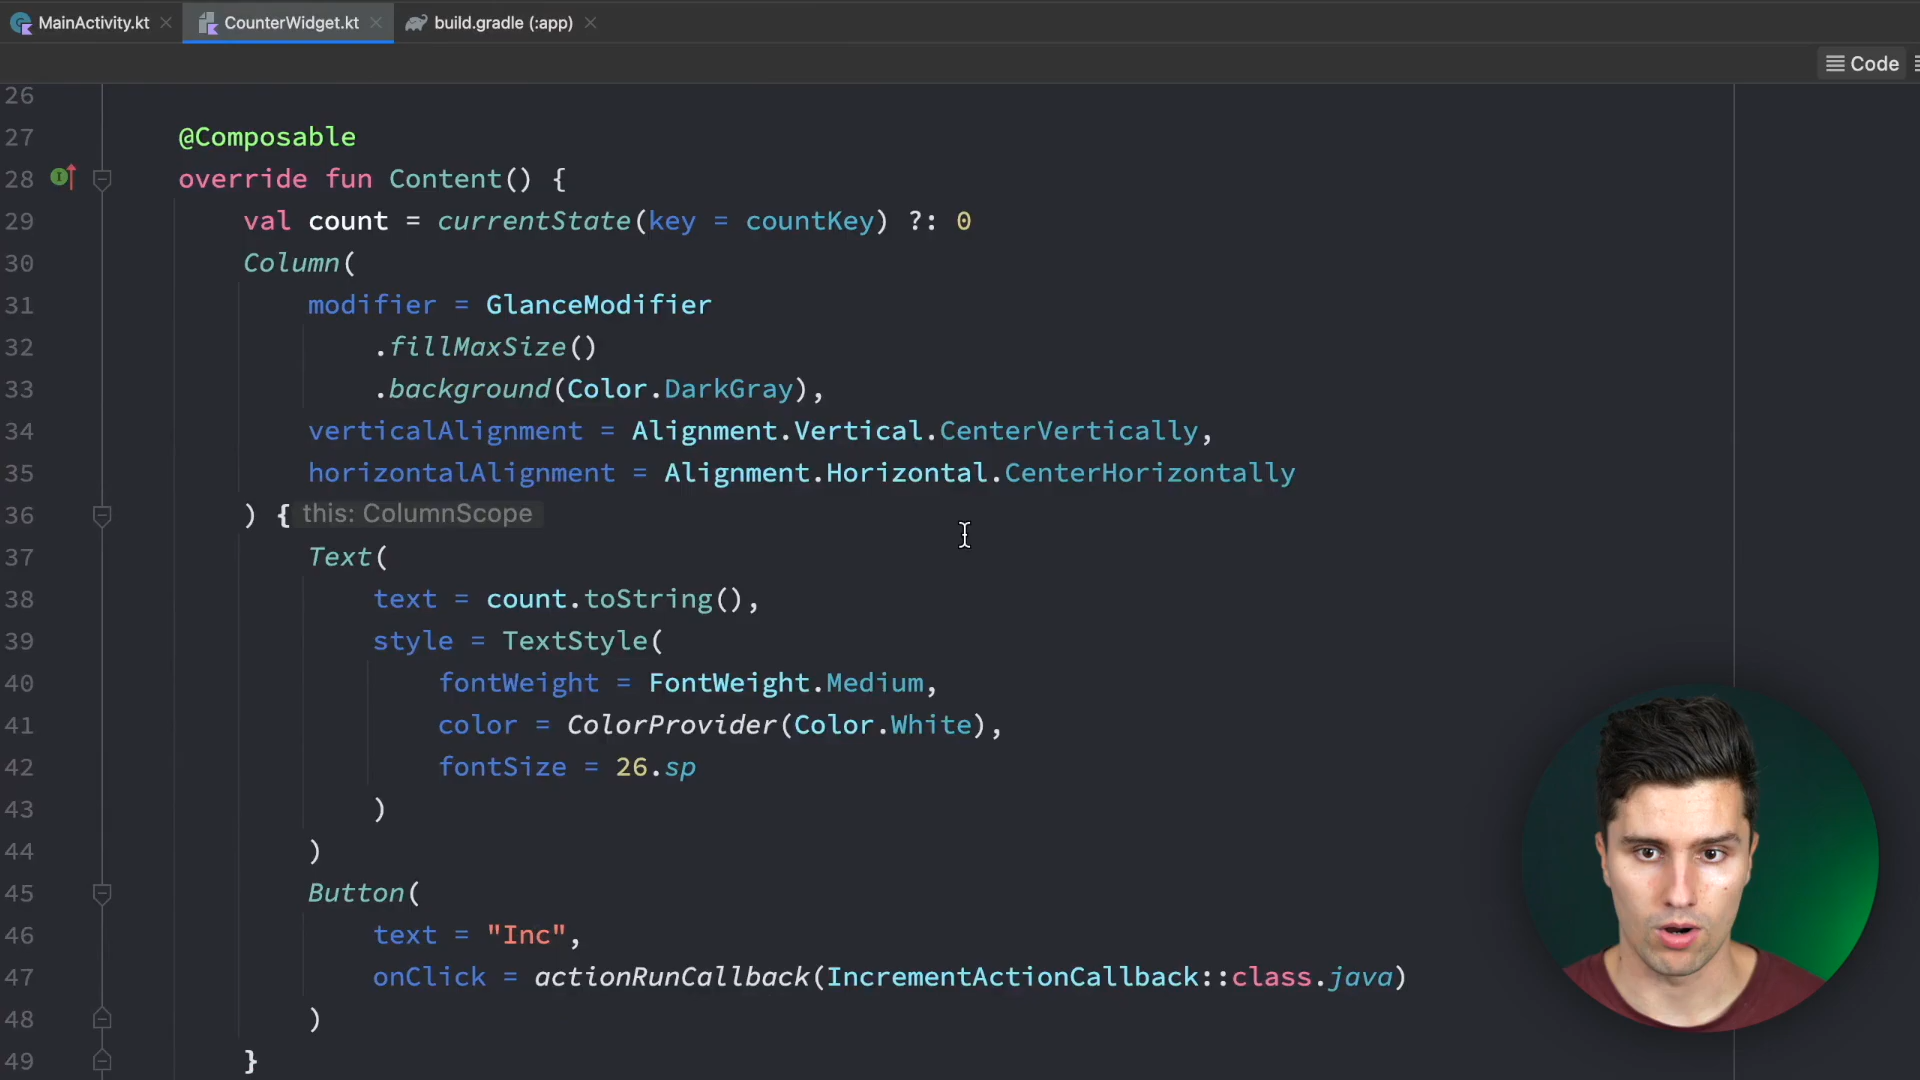 MainActivity.kt
CounterWidget.kt
build.gradle (:app)
Code
26
27 @Composable
28 override fun Content() {
29 val count = currentState(key = countKey) ?: 0
30 Column(
31 modifier = GlanceModifier
32 .fillMaxSize()
33 .background(Color.DarkGray),
34 verticalAlignment = Alignment.Vertical.CenterVertically,
35 horizontalAlignment = Alignment.Horizontal.CenterHorizontally
36 ) { this: ColumnScope
37 Text(
38 text = count.toString(),
39 style = TextStyle(
40 fontWeight = FontWeight.Medium,
41 color = ColorProvider(Color.White),
42 fontSize = 26.sp
43 )
44 )
45 Button(
46 text = "Inc",
47 onClick = actionRunCallback(IncrementActionCallback::class.java)
48 )
49 }